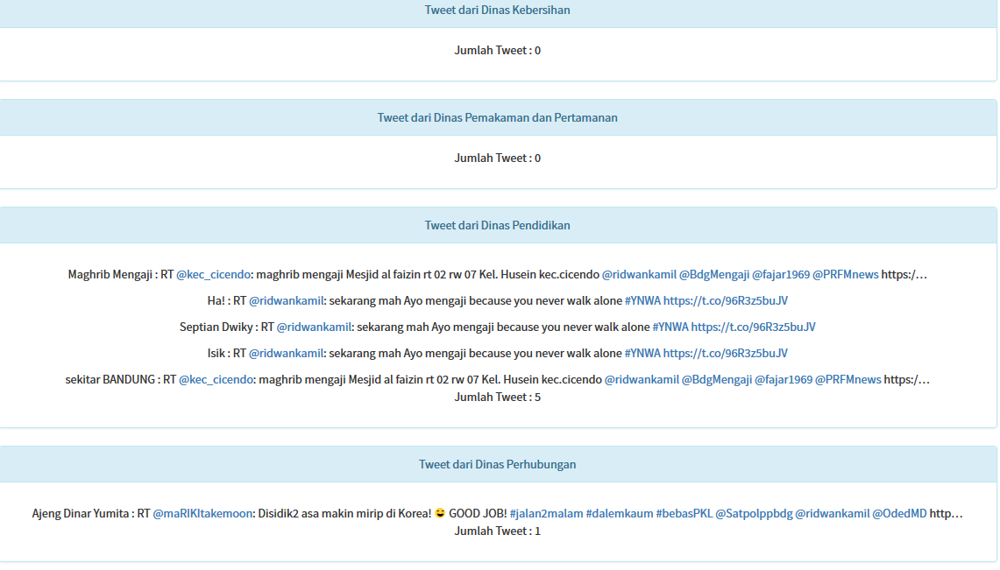 Tweet dari Dinas Kebersihan
Jumlah Tweet : 0
Tweet dari Dinas Pemakaman dan Pertamanan
Jumlah Tweet : 0
Tweet dari Dinas Pendidikan
Maghrib Mengaji : RT @kec_cicendo: maghrib mengaji Mesjid al faizin rt 02 rw 07 Kel. Husein kec.cicendo @ridwankamil @BdgMengaji @fajar1969 @PRFMnews https:/…
Ha! : RT @ridwankamil: sekarang mah Ayo mengaji because you never walk alone #YNWA https://t.co/96R3z5buJV
Septian Dwiky : RT @ridwankamil: sekarang mah Ayo mengaji because you never walk alone #YNWA https://t.co/96R3z5buJV
Isik : RT @ridwankamil: sekarang mah Ayo mengaji because you never walk alone #YNWA https://t.co/96R3z5buJV
sekitar BANDUNG : RT @kec_cicendo: maghrib mengaji Mesjid al faizin rt 02 rw 07 Kel. Husein kec.cicendo @ridwankamil @BdgMengaji @fajar1969 @PRFMnews https:/…
Jumlah Tweet : 5
Tweet dari Dinas Perhubungan
Ajeng Dinar Yumita : RT @maRIKItakemoon: Disidik2 asa makin mirip di Korea! 😆 GOOD JOB! #jalan2malam #dalemkaum #bebasPKL @Satpolppbdg @ridwankamil @OdedMD http…
Jumlah Tweet : 1